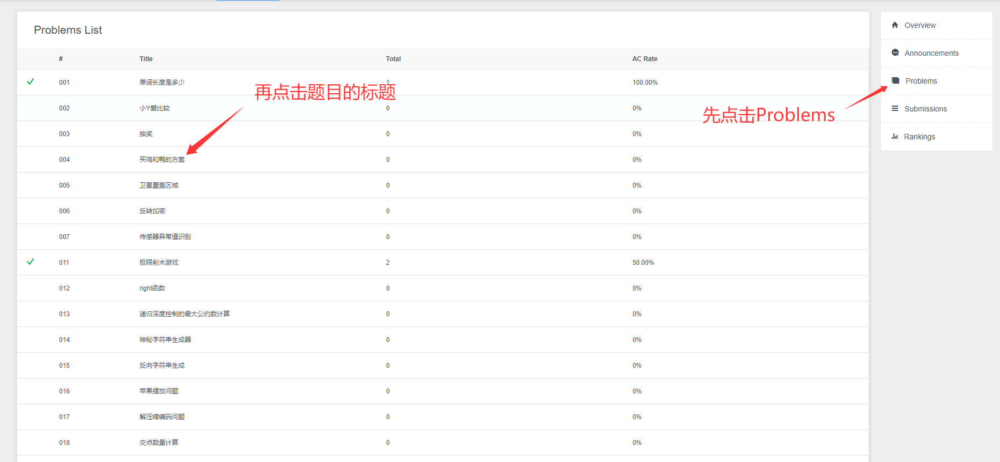 Problems List
# Title Total AC Rate
001 单词长度是多少 1 100.00%
再点击题目的标题
002 小Y爱比较 0 0%
003 抽奖 0 0%
004 买鸡和鸭的方案 0 0%
005 卫星覆盖区域 0 0%
006 反转加密 0 0%
007 传感器异常值识别 0 0%
011 极限削木游戏 2 50.00%
012 right函数 0 0%
013 递归深度控制的最大公约数计算 0 0%
014 神秘字符串生成器 0 0%
015 反向字符串生成 0 0%
016 苹果摆放问题 0 0%
017 解压缩编码问题 0 0%
018 交点数量计算 0 0%
Overview
Announcements
Problems
先点击Problems
Submissions
Rankings